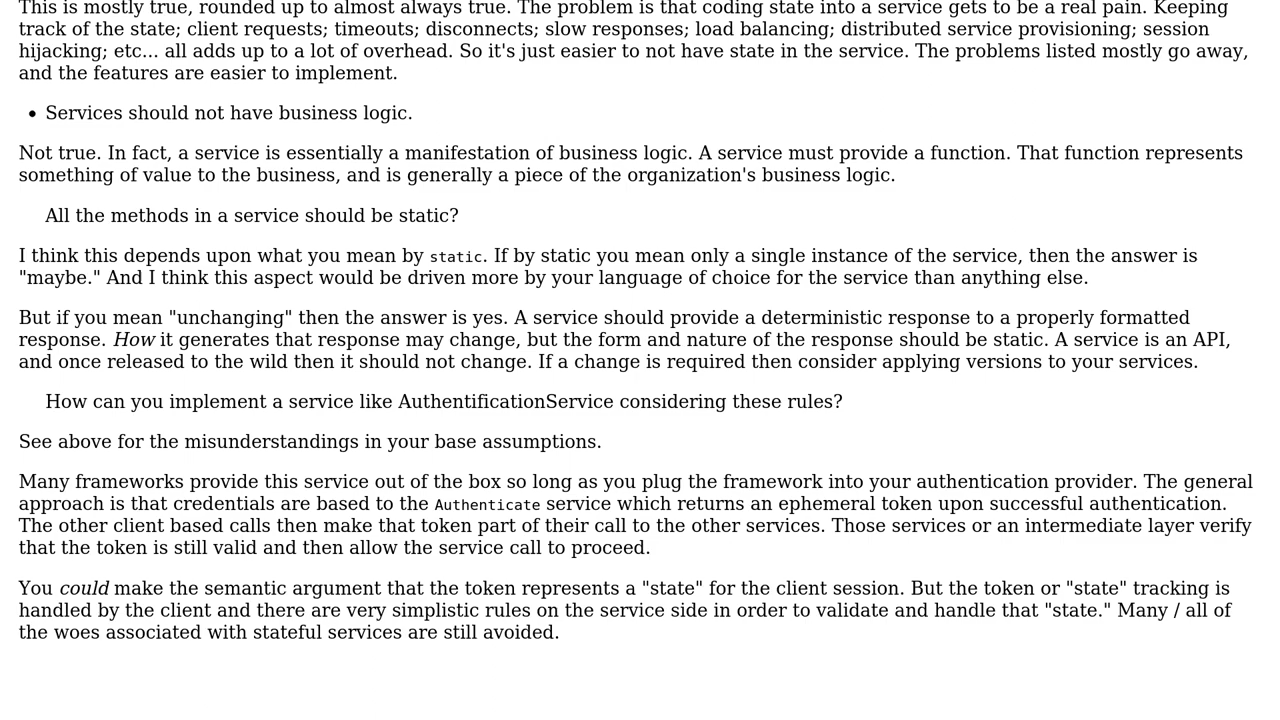 This is mostly true, rounded up to almost always true. The problem is that coding state into a service gets to be a real pain. Keeping
track of the state; client requests; timeouts; disconnects; slow responses; load balancing; distributed service provisioning; session
hijacking; etc... all adds up to a lot of overhead. So it's just easier to not have state in the service. The problems listed mostly go away,
and the features are easier to implement.
• Services should not have business logic.
Not true. In fact, a service is essentially a manifestation of business logic. A service must provide a function. That function represents
something of value to the business, and is generally a piece of the organization's business logic.
All the methods in a service should be static?
I think this depends upon what you mean by static. If by static you mean only a single instance of the service, then the answer is
"maybe." And I think this aspect would be driven more by your language of choice for the service than anything else.
But if you mean "unchanging" then the answer is yes. A service should provide a deterministic response to a properly formatted
response. How it generates that response may change, but the form and nature of the response should be static. A service is an API,
and once released to the wild then it should not change. If a change is required then consider applying versions to your services.
How can you implement a service like AuthentificationService considering these rules?
See above for the misunderstandings in your base assumptions.
Many frameworks provide this service out of the box so long as you plug the framework into your authentication provider. The general
approach is that credentials are based to the Authenticate service which returns an ephemeral token upon successful authentication.
The other client based calls then make that token part of their call to the other services. Those services or an intermediate layer verify
that the token is still valid and then allow the service call to proceed.
You could make the semantic argument that the token represents a "state" for the client session. But the token or "state" tracking is
handled by the client and there are very simplistic rules on the service side in order to validate and handle that "state." Many / all of
the woes associated with stateful services are still avoided.